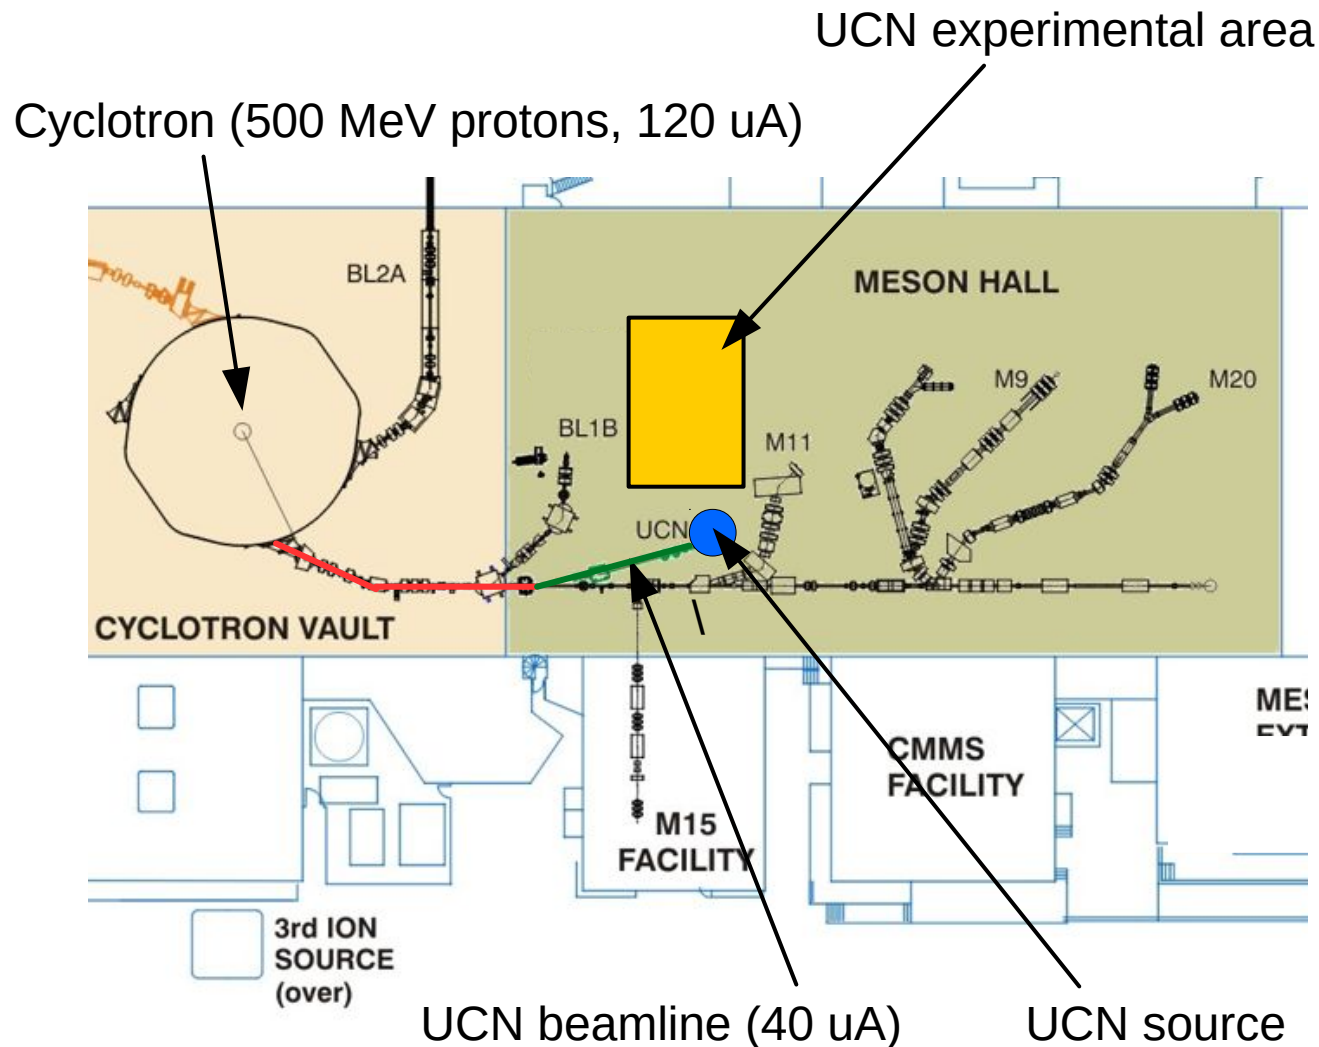 UCN experimental area
Cyclotron (500 MeV protons, 120 uA)
BL2A
MESON HALL
M9
M20
BL1B
M11
UCN
CYCLOTRON VAULT
CMMS
FACILITY
M15
FACILITY
3rd ION
SOURCE
(over)
UCN beamline (40 uA)
UCN source